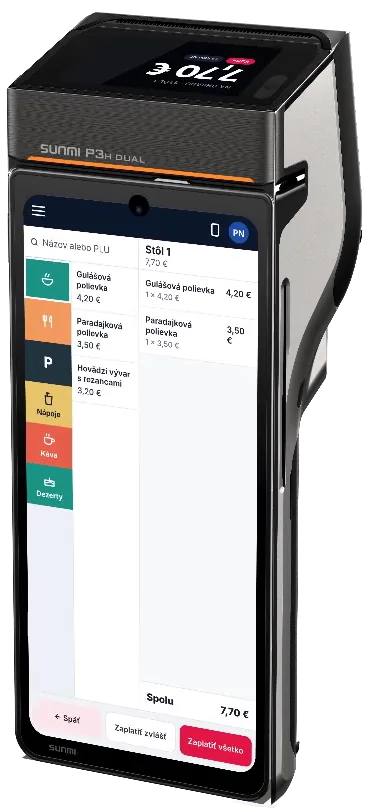 7,70 €
SUNMI P3H DUAL
PN
Názov alebo PLU
Stôl 1
7,70 €
Gulášová
polievka
4,20 €
Paradajková
polievka
3,50 €
P
Hovädzí vývar
s rezancami
3,20 €
Nápoje
Káva
Dezerty
Gulášová polievka
1 × 4,20 €
4,20 €
Paradajková
polievka
1 × 3,50 €
3,50
€
Spolu
7,70 €
← Späť
Zaplatiť zvlášť
Zaplatiť všetko
SUNMI